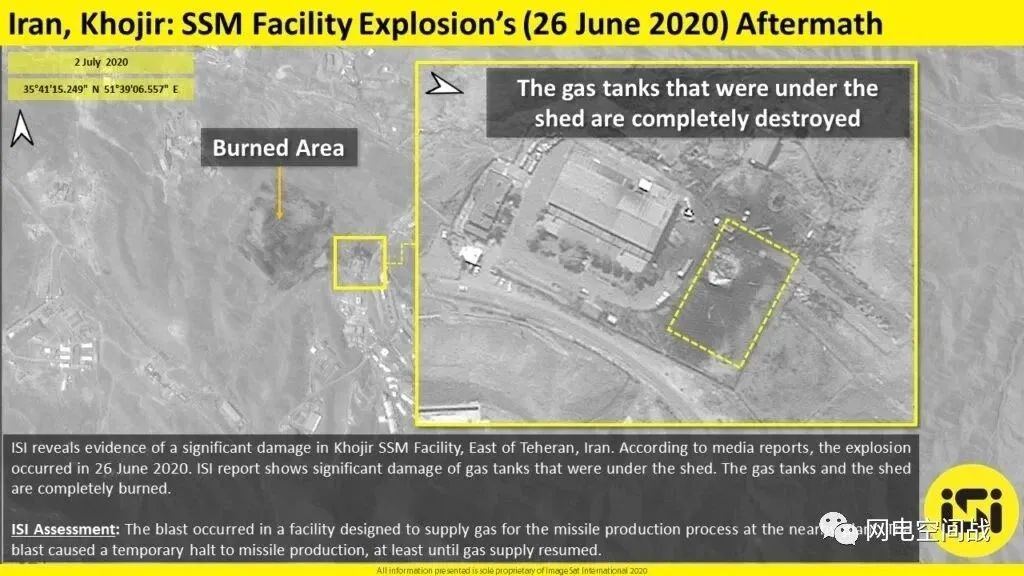 Iran, Khojir: SSM Facility Explosion's (26 June 2020) Aftermath
2 July 2020
35°41'15.249" N 51°39'06.557" E
Burned Area
The gas tanks that were under the
shed are completely destroyed
ISI reveals evidence of a significant damage in Khojir SSM Facility, East of Teheran, Iran. According to media reports, the explosion
occurred in 26 June 2020. ISI report shows significant damage of gas tanks that were under the shed. The gas tanks and the shed
are completely burned.
ISI Assessment: The blast occurred in a facility designed to supply gas for the missile production process at the
blast caused a temporary halt to missile production, at least until gas supply resumed.
iSi
网电空间战
All information presented is sole proprietary of ImageSat International 2020